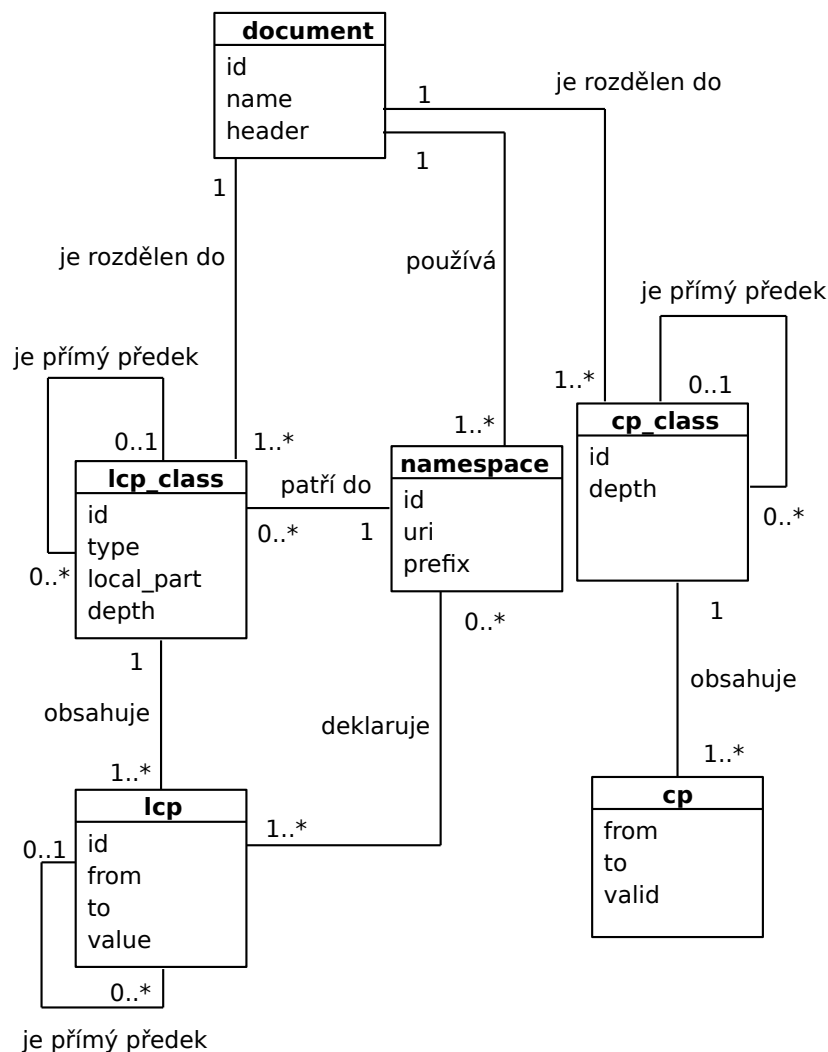 document
id
name
header
1
je rozdělen do
1
1
je rozdělen do
používá
je přímý předek
je přímý předek
0..1
1..*
0..1
1..*
1..*
cp_class
id
depth
0..*
lcp_class
id
type
local_part
depth
0..*
patří do
0..*
1
namespace
id
uri
prefix
0..*
1
1
obsahuje
obsahuje
deklaruje
1..*
1..*
lcp
id
from
to
value
0..1
1..*
cp
from
to
valid
0..*
je přímý předek